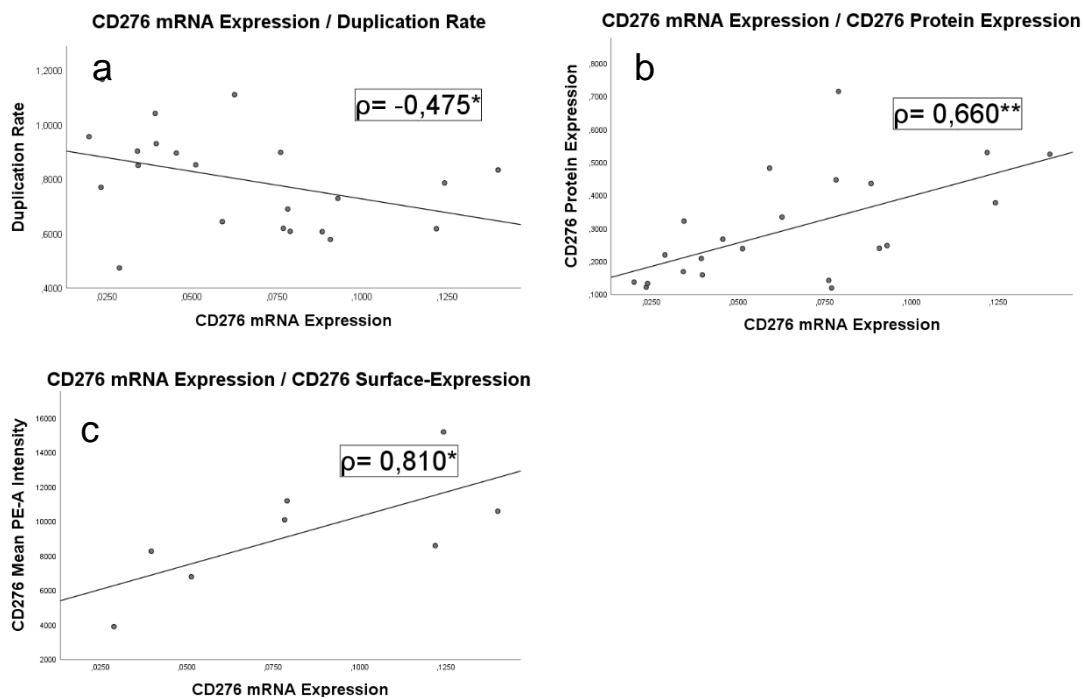 CD276 mRNA Expression / Duplication Rate
a
ρ= -0,475*
Duplication Rate
1,2000
1,0000
,8000
,6000
,4000
,0250 ,0500 ,0750 ,1000 ,1250
CD276 mRNA Expression
CD276 mRNA Expression / CD276 Protein Expression
b
ρ= 0,660**
CD276 Protein Expression
,8000
,7000
,6000
,5000
,4000
,3000
,2000
,1000
,0250 ,0500 ,0750 ,1000 ,1250
CD276 mRNA Expression
CD276 mRNA Expression / CD276 Surface-Expression
c
ρ= 0,810*
CD276 Mean PE-A Intensity
16000
14000
12000
10000
8000
6000
4000
2000
,0250 ,0500 ,0750 ,1000 ,1250
CD276 mRNA Expression